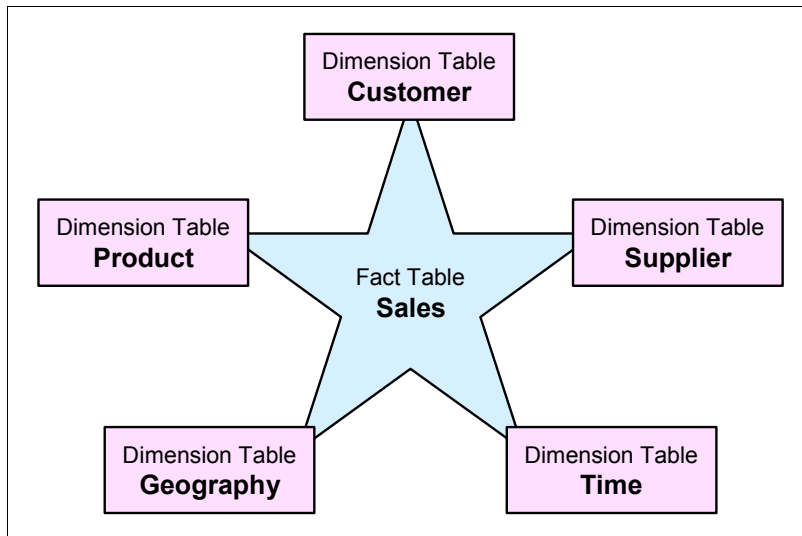 Dimension Table
Customer
Dimension Table
Product
Dimension Table
Supplier
Fact Table
Sales
Dimension Table
Geography
Dimension Table
Time